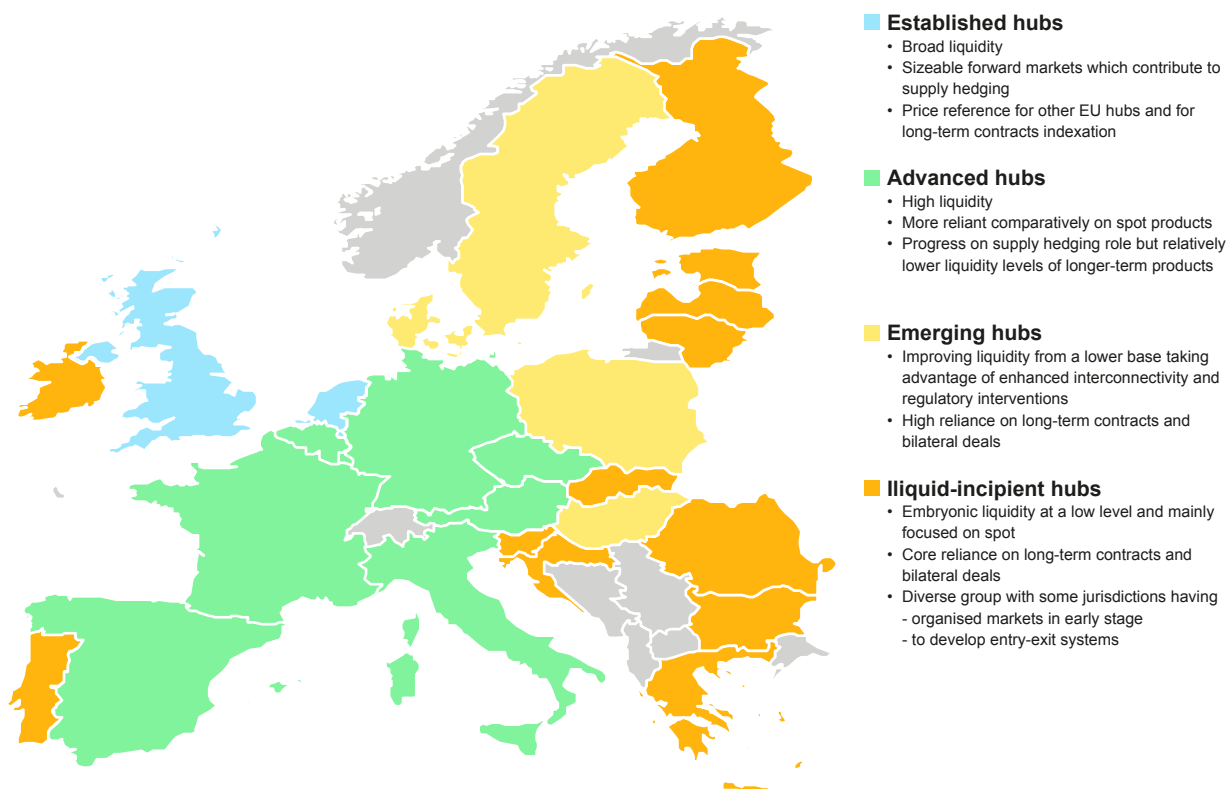 Established hubs
• Broad liquidity
• Sizeable forward markets which contribute to
supply hedging
• Price reference for other EU hubs and for
long-term contracts indexation
Advanced hubs
• High liquidity
• More reliant comparatively on spot products
• Progress on supply hedging role but relatively
lower liquidity levels of longer-term products
Emerging hubs
• Improving liquidity from a lower base taking
advantage of enhanced interconnectivity and
regulatory interventions
• High reliance on long-term contracts and
bilateral deals
Iliquid-incipient hubs
• Embryonic liquidity at a low level and mainly
focused on spot
• Core reliance on long-term contracts and
bilateral deals
• Diverse group with some jurisdictions having
- organised markets in early stage
- to develop entry-exit systems